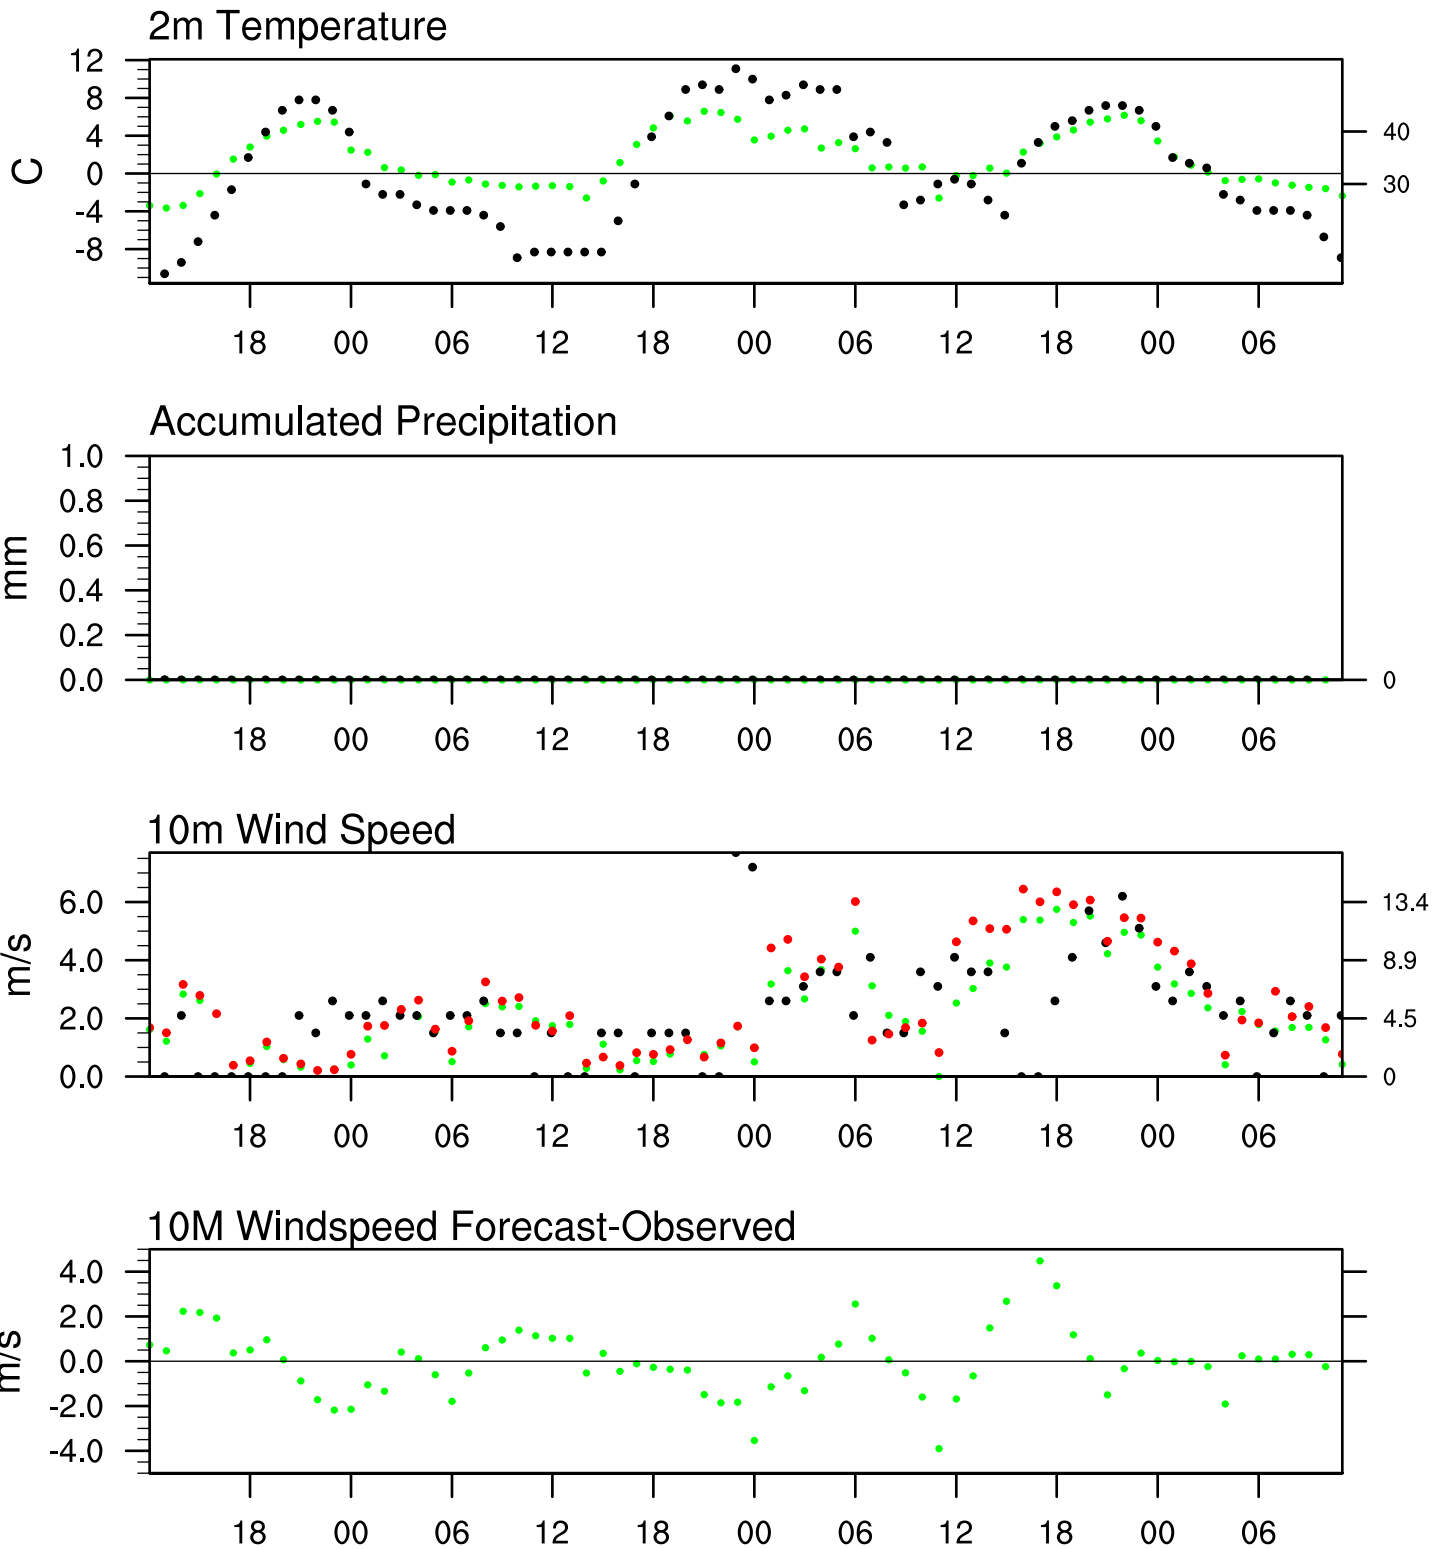 2m Temperature
12
8
4
0
-4
-8
C
40
30
18 00 06 12 18 00 06 12 18 00 06
Accumulated Precipitation
1.0
0.8
0.6
0.4
0.2
0.0
mm
0
18 00 06 12 18 00 06 12 18 00 06
10m Wind Speed
6.0
4.0
2.0
0.0
m/s
13.4
8.9
4.5
0
18 00 06 12 18 00 06 12 18 00 06
10M Windspeed Forecast-Observed
4.0
2.0
0.0
-2.0
-4.0
m/s
18 00 06 12 18 00 06 12 18 00 06